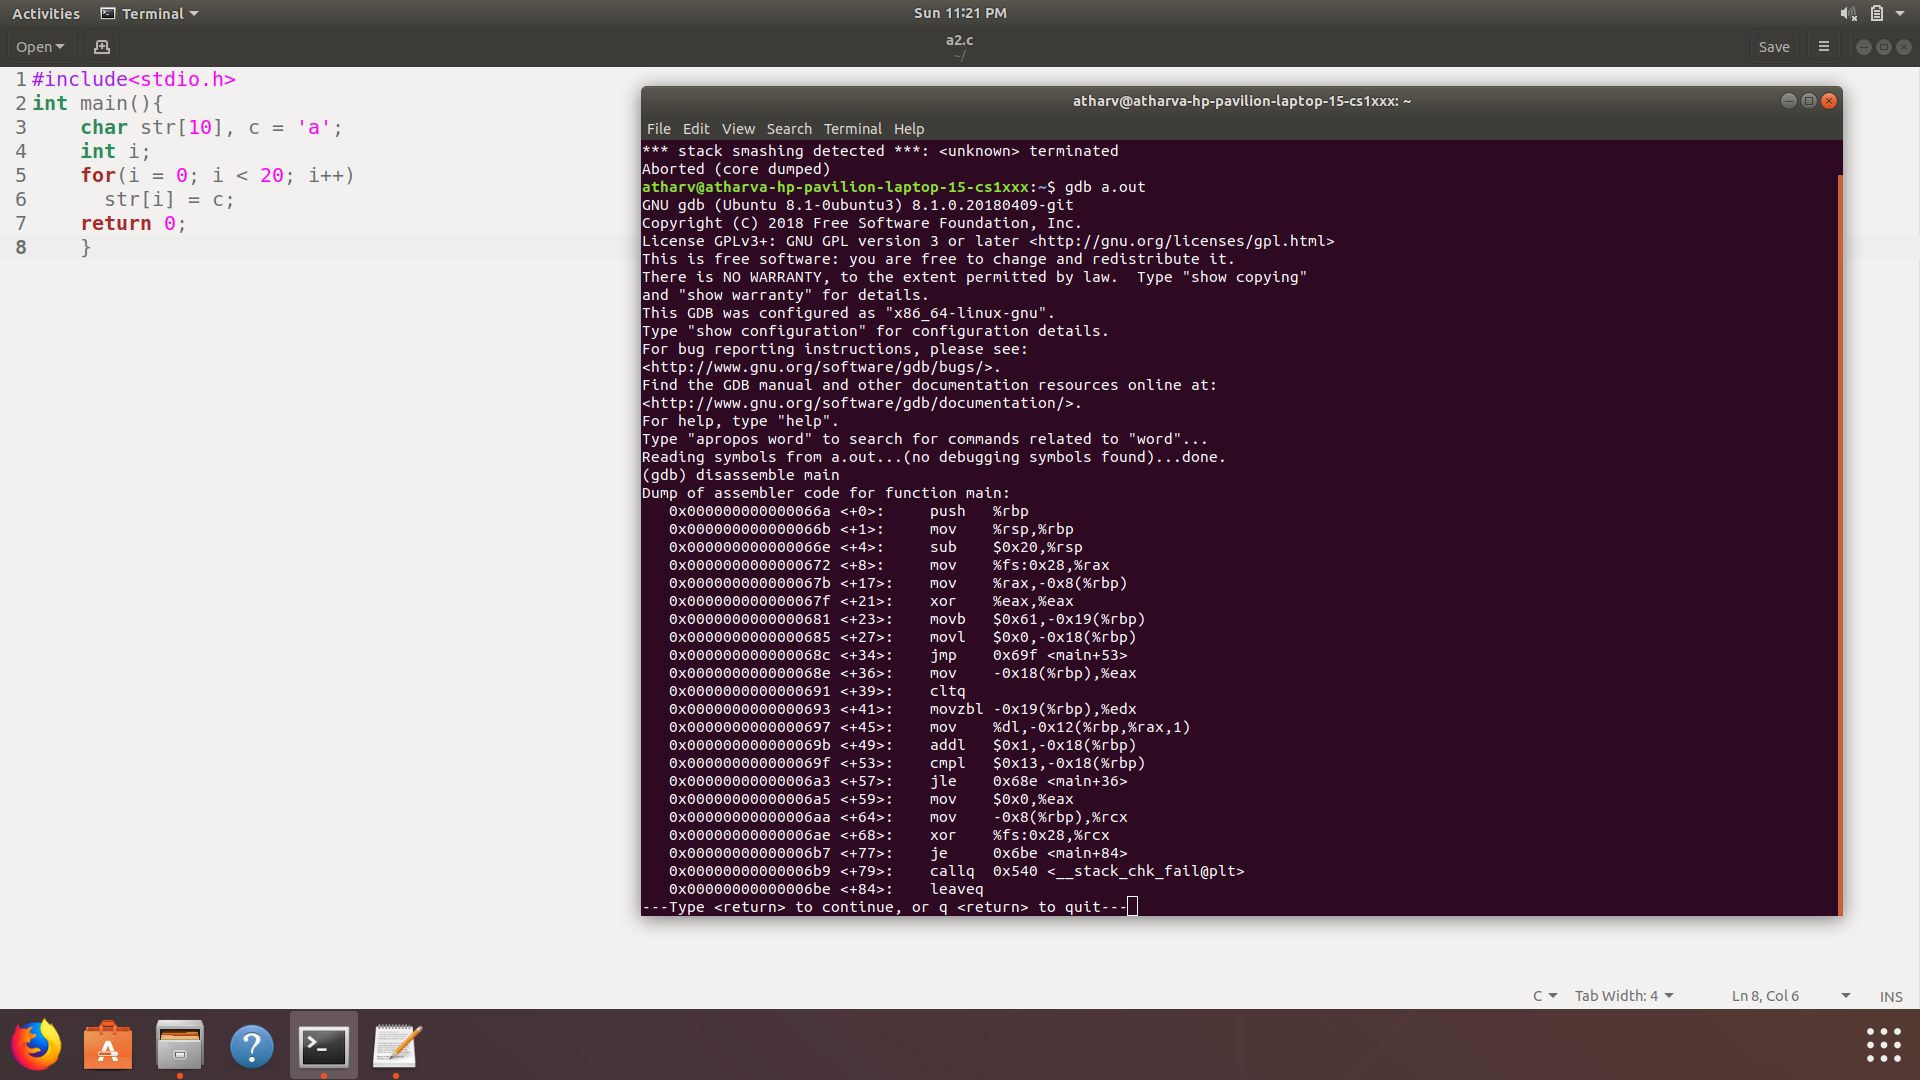 Activities Terminal Sun 11:21 PM
Open a2.c Save
~/
1 #include<stdio.h>
2 int main(){
3     char str[10], c = 'a';
4     int i;
5     for(i = 0; i < 20; i++)
6       str[i] = c;
7     return 0;
8     }
atharv@atharva-hp-pavilion-laptop-15-cs1xxx: ~
File Edit View Search Terminal Help
*** stack smashing detected ***: <unknown> terminated
Aborted (core dumped)
atharv@atharva-hp-pavilion-laptop-15-cs1xxx:~$ gdb a.out
GNU gdb (Ubuntu 8.1-0ubuntu3) 8.1.0.20180409-git
Copyright (C) 2018 Free Software Foundation, Inc.
License GPLv3+: GNU GPL version 3 or later <http://gnu.org/licenses/gpl.html>
This is free software: you are free to change and redistribute it.
There is NO WARRANTY, to the extent permitted by law.  Type "show copying"
and "show warranty" for details.
This GDB was configured as "x86_64-linux-gnu".
Type "show configuration" for configuration details.
For bug reporting instructions, please see:
<http://www.gnu.org/software/gdb/bugs/>.
Find the GDB manual and other documentation resources online at:
<http://www.gnu.org/software/gdb/documentation/>.
For help, type "help".
Type "apropos word" to search for commands related to "word"...
Reading symbols from a.out...(no debugging symbols found)...done.
(gdb) disassemble main
Dump of assembler code for function main:
   0x000000000000066a <+0>:     push   %rbp
   0x000000000000066b <+1>:     mov    %rsp,%rbp
   0x000000000000066e <+4>:     sub    $0x20,%rsp
   0x0000000000000672 <+8>:     mov    %fs:0x28,%rax
   0x000000000000067b <+17>:    mov    %rax,-0x8(%rbp)
   0x000000000000067f <+21>:    xor    %eax,%eax
   0x0000000000000681 <+23>:    movb   $0x61,-0x19(%rbp)
   0x0000000000000685 <+27>:    movl   $0x0,-0x18(%rbp)
   0x000000000000068c <+34>:    jmp    0x69f <main+53>
   0x000000000000068e <+36>:    mov    -0x18(%rbp),%eax
   0x0000000000000691 <+39>:    cltq
   0x0000000000000693 <+41>:    movzbl -0x19(%rbp),%edx
   0x0000000000000697 <+45>:    mov    %dl,-0x12(%rbp,%rax,1)
   0x000000000000069b <+49>:    addl   $0x1,-0x18(%rbp)
   0x000000000000069f <+53>:    cmpl   $0x13,-0x18(%rbp)
   0x00000000000006a3 <+57>:    jle    0x68e <main+36>
   0x00000000000006a5 <+59>:    mov    $0x0,%eax
   0x00000000000006aa <+64>:    mov    -0x8(%rbp),%rcx
   0x00000000000006ae <+68>:    xor    %fs:0x28,%rcx
   0x00000000000006b7 <+77>:    je     0x6be <main+84>
   0x00000000000006b9 <+79>:    callq  0x540 <__stack_chk_fail@plt>
   0x00000000000006be <+84>:    leaveq
---Type <return> to continue, or q <return> to quit---
C Tab Width: 4 Ln 8, Col 6 INS